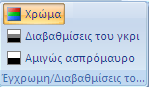 Χρώμα
Διαβαθμίσεις του γκρι
Αμιγώς ασπρόμαυρο
Έγχρωμη/Διαβαθμίσεις το...